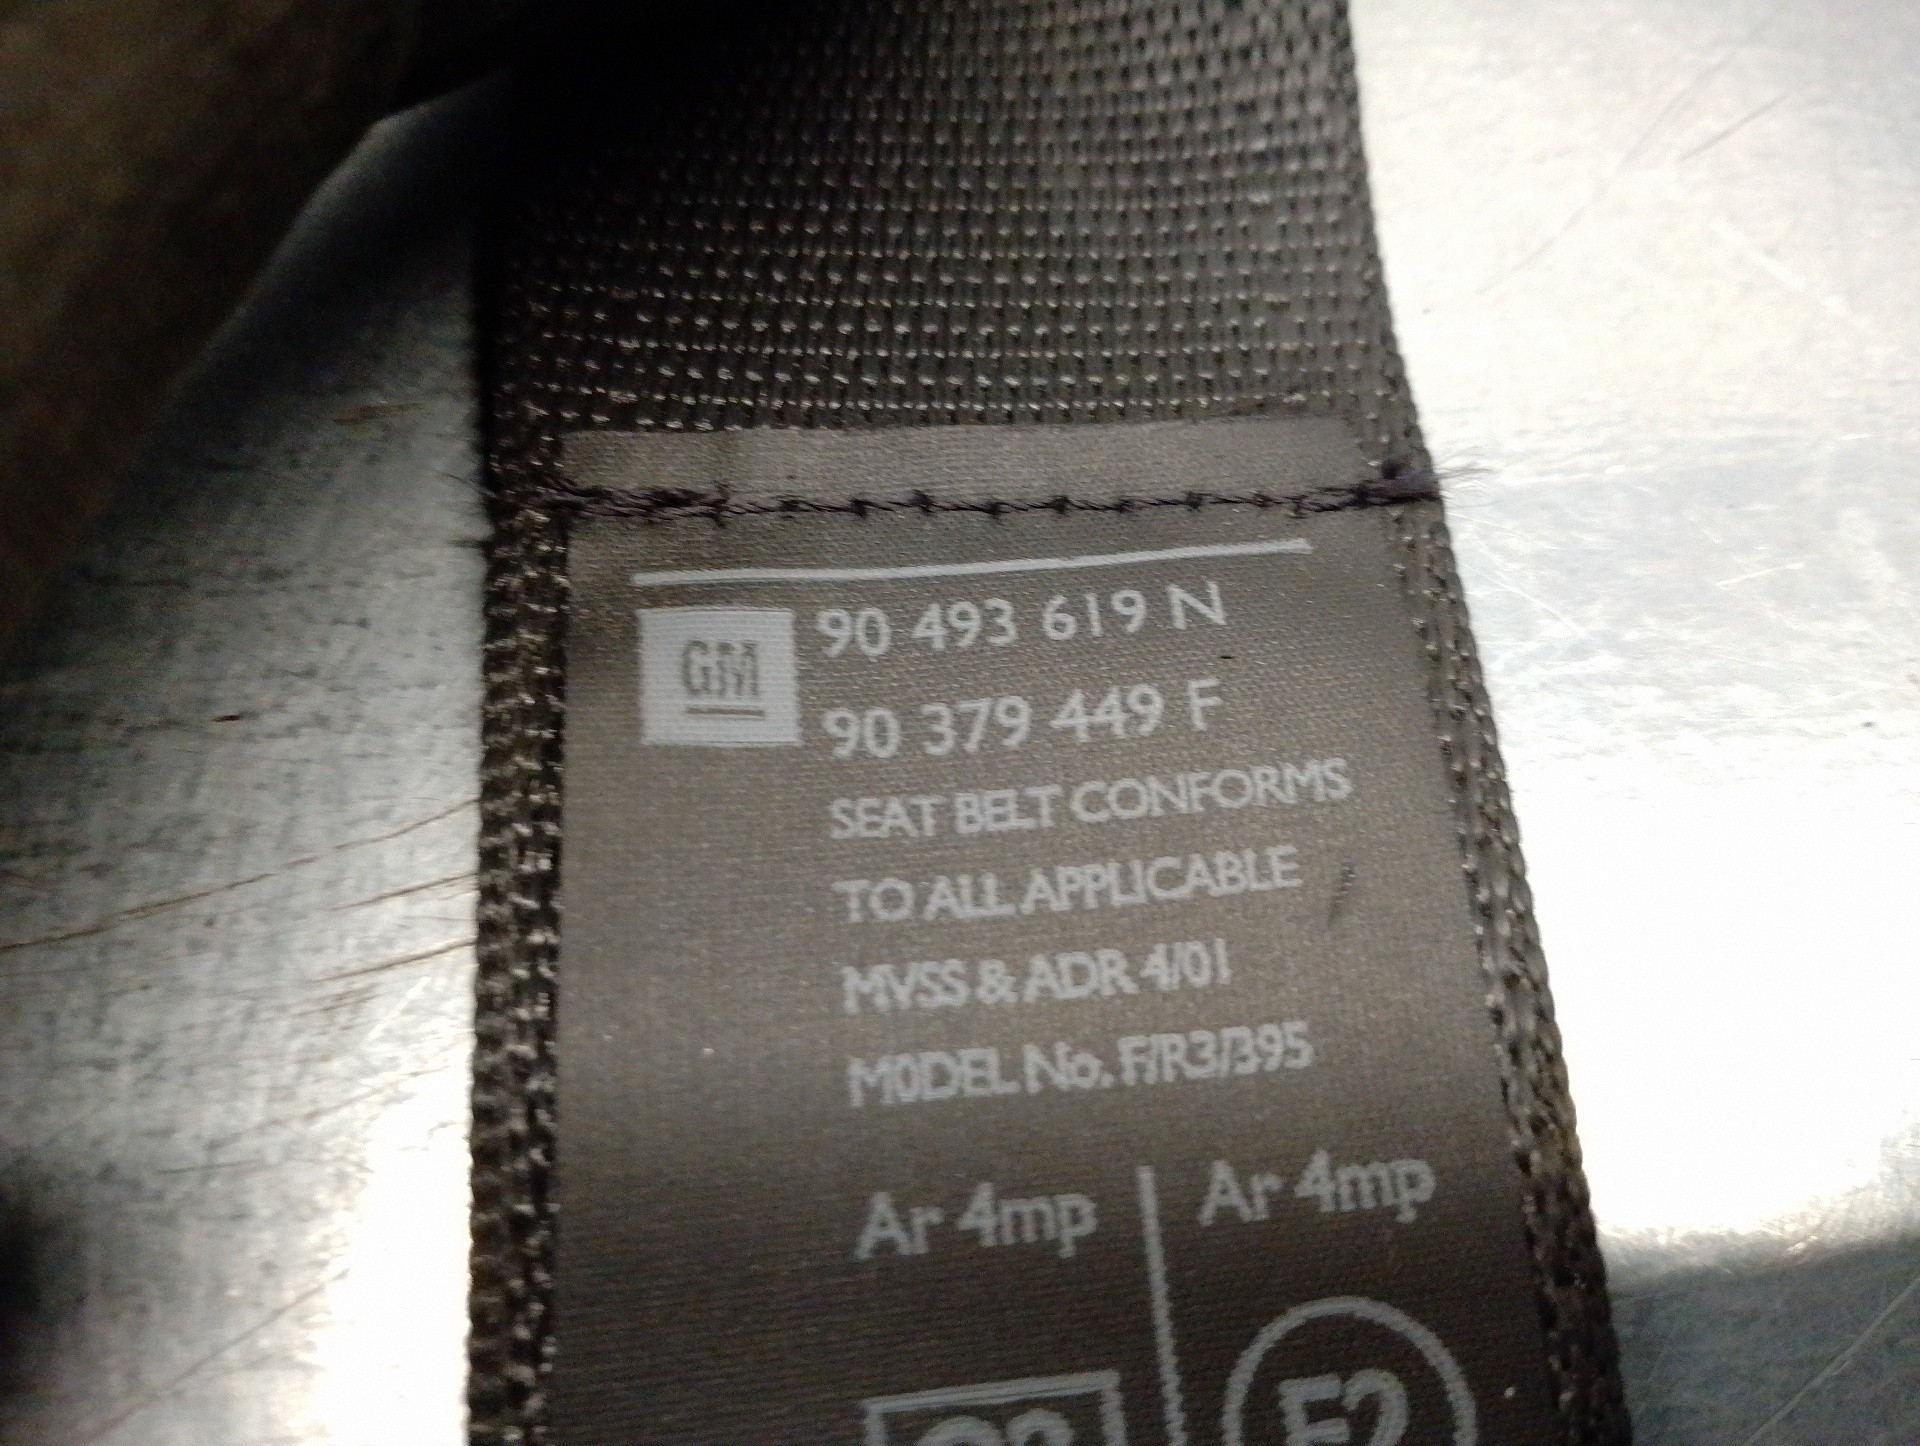 GM
90 493 619 N
90 379 449 F
SEAT BELT CONFORMS
TO ALL APPLICABLE
MVSS & ADR 4/01
MODEL No. F/R3/395
Ar 4mp Ar 4mp